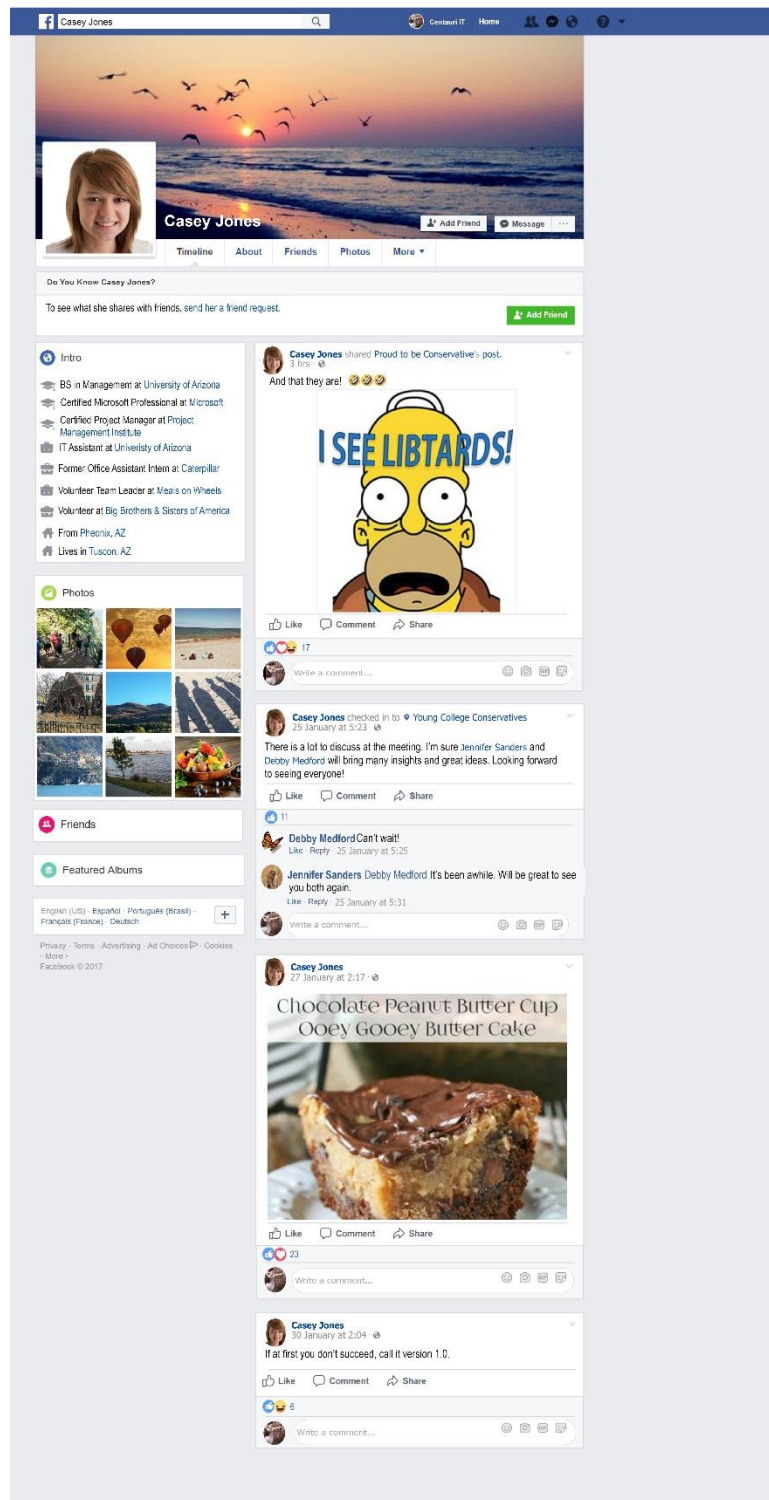 Casey Jones
Centauri IT Home
Casey Jones
Add Friend
Message
Timeline About Friends Photos More
Do You Know Casey Jones?
To see what she shares with friends, send her a friend request.
Add Friend
Intro
BS in Management at University of Arizona
Certified Microsoft Professional at Microsoft
Certified Project Manager at Project
Management Institute
IT Assistant at Univeristy of Arizona
Former Office Assistant Intern at Caterpillar
Volunteer Team Leader at Meals on Wheels
Volunteer at Big Brothers & Sisters of America
From Pheonix, AZ
Lives in Tuscon, AZ
Photos
Friends
Featured Albums
English (US) · Español · Português (Brasil) ·
Français (France) · Deutsch
Privacy · Terms · Advertising · Ad Choices · Cookies
· More ·
Facebook © 2017
Casey Jones shared Proud to be Conservative's post.
3 hrs ·
And that they are! 🤣🤣🤣
I SEE LIBTARDS!
Like Comment Share
17
Write a comment...
Casey Jones checked in to Young College Conservatives
25 January at 5:23 ·
There is a lot to discuss at the meeting. I'm sure Jennifer Sanders and
Debby Medford will bring many insights and great ideas. Looking forward
to seeing everyone!
Like Comment Share
11
Debby Medford Can't wait!
Like · Reply · 25 January at 5:25
Jennifer Sanders Debby Medford It's been awhile. Will be great to see
you both again.
Like · Reply · 25 January at 5:31
Write a comment...
Casey Jones
27 January at 2:17 ·
Chocolate Peanut Butter Cup
Ooey Gooey Butter Cake
Like Comment Share
23
Write a comment...
Casey Jones
30 January at 2:04 ·
If at first you don't succeed, call it version 1.0.
Like Comment Share
6
Write a comment...